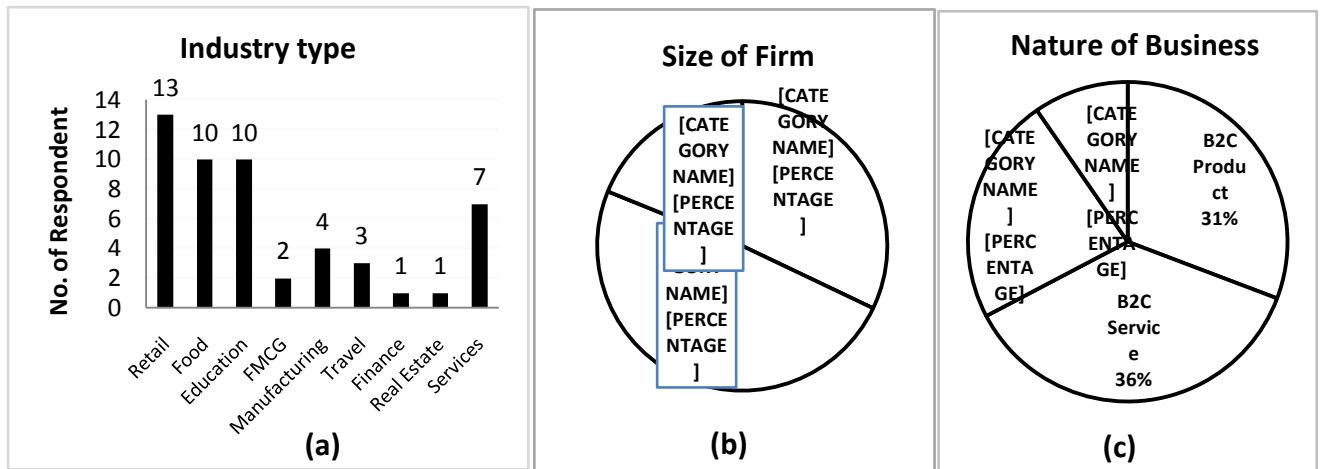 Industry type
No. of Respondent
14
12
10
8
6
4
2
0
13
10
10
2
4
3
1
1
7
Retail
Food
Education
FMCG
Manufacturing
Travel
Finance
Real Estate
Services
(a)
Size of Firm
[CATE
GORY
NAME]
[PERCE
NTAGE
]
[CATE
GORY
NAME]
[PERCE
NTAGE
]
GORY
NAME]
[PERCE
NTAGE
]
(b)
Nature of Business
[CATE
GORY
NAME
]
[PERC
ENTA
GE]
[CATE
GORY
NAME
]
[PERC
ENTA
GE]
B2C
Produ
ct
31%
B2C
Servic
e
36%
(c)